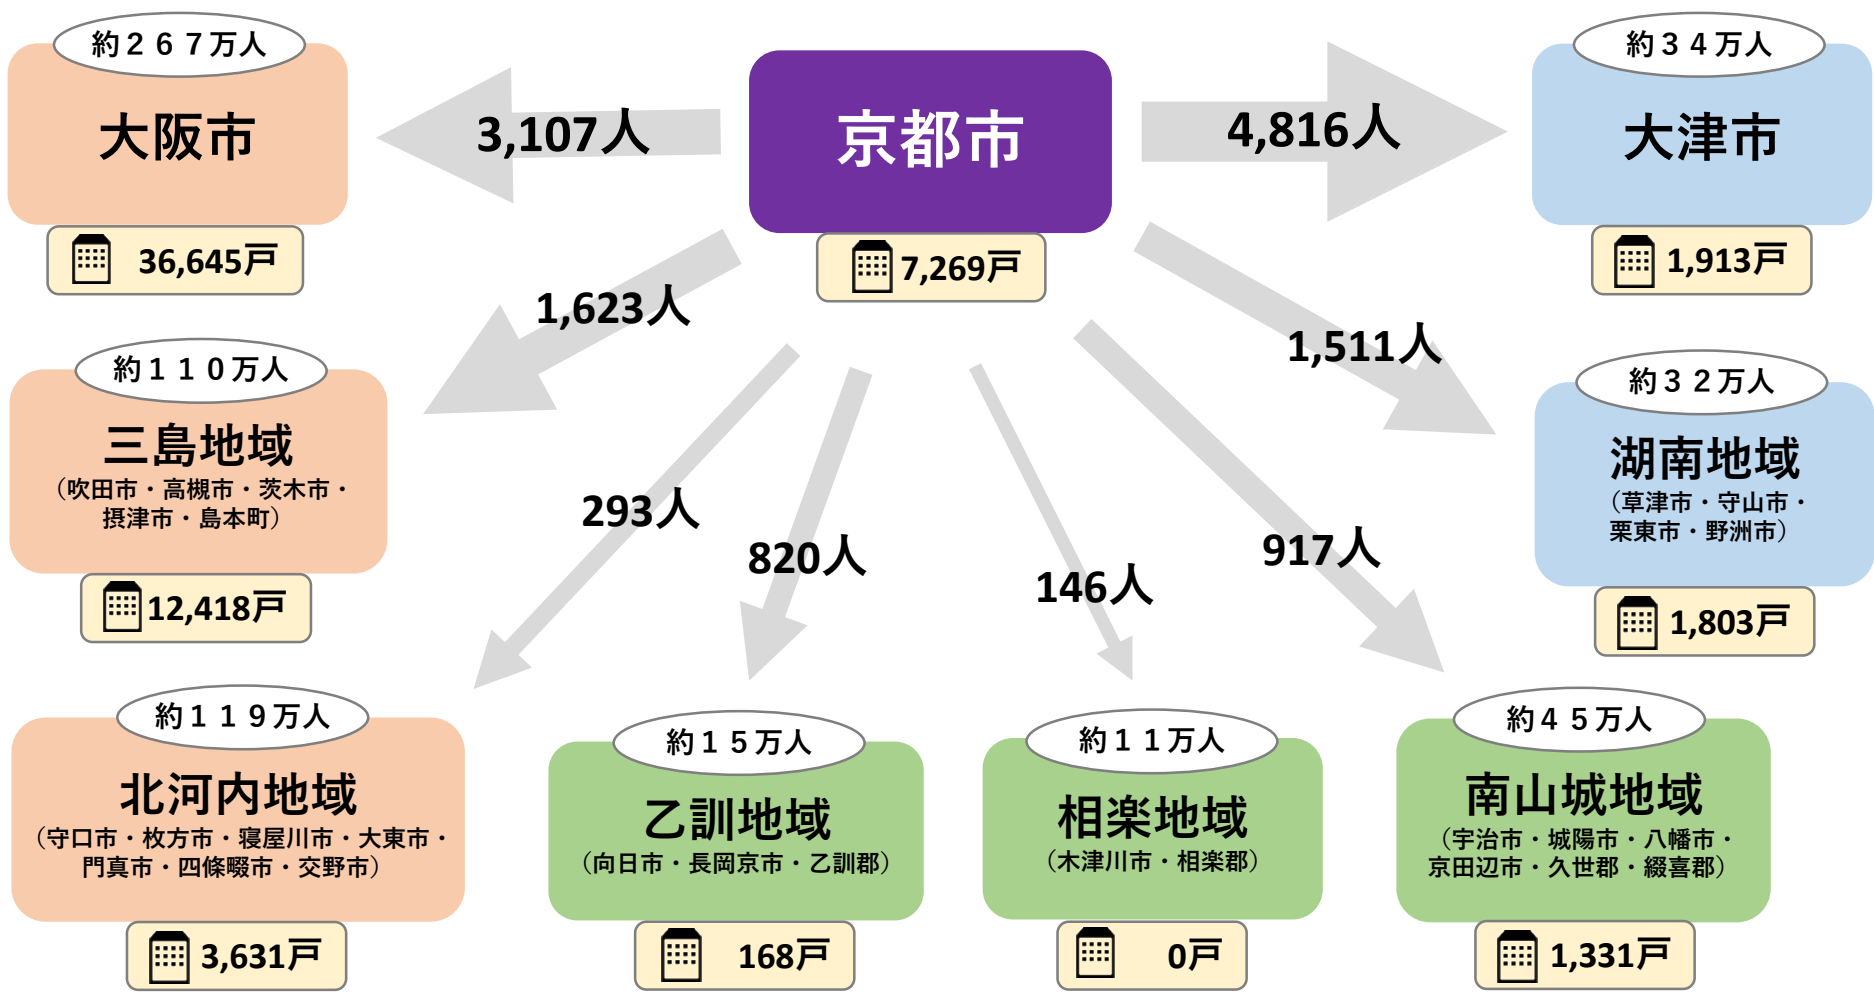 約２６７万人
大阪市
36,645戸
3,107人
京都市
7,269戸
4,816人
約３４万人
大津市
1,913戸
1,623人
1,511人
約１１０万人
三島地域
（吹田市・高槻市・茨木市・
摂津市・島本町）
12,418戸
293人
820人
146人
917人
約３２万人
湖南地域
（草津市・守山市・
栗東市・野洲市）
1,803戸
約１１９万人
北河内地域
（守口市・枚方市・寝屋川市・大東市・
門真市・四條畷市・交野市）
3,631戸
約１５万人
乙訓地域
（向日市・長岡京市・乙訓郡）
168戸
約１１万人
相楽地域
（木津川市・相楽郡）
0戸
約４５万人
南山城地域
（宇治市・城陽市・八幡市・
京田辺市・久世郡・綴喜郡）
1,331戸